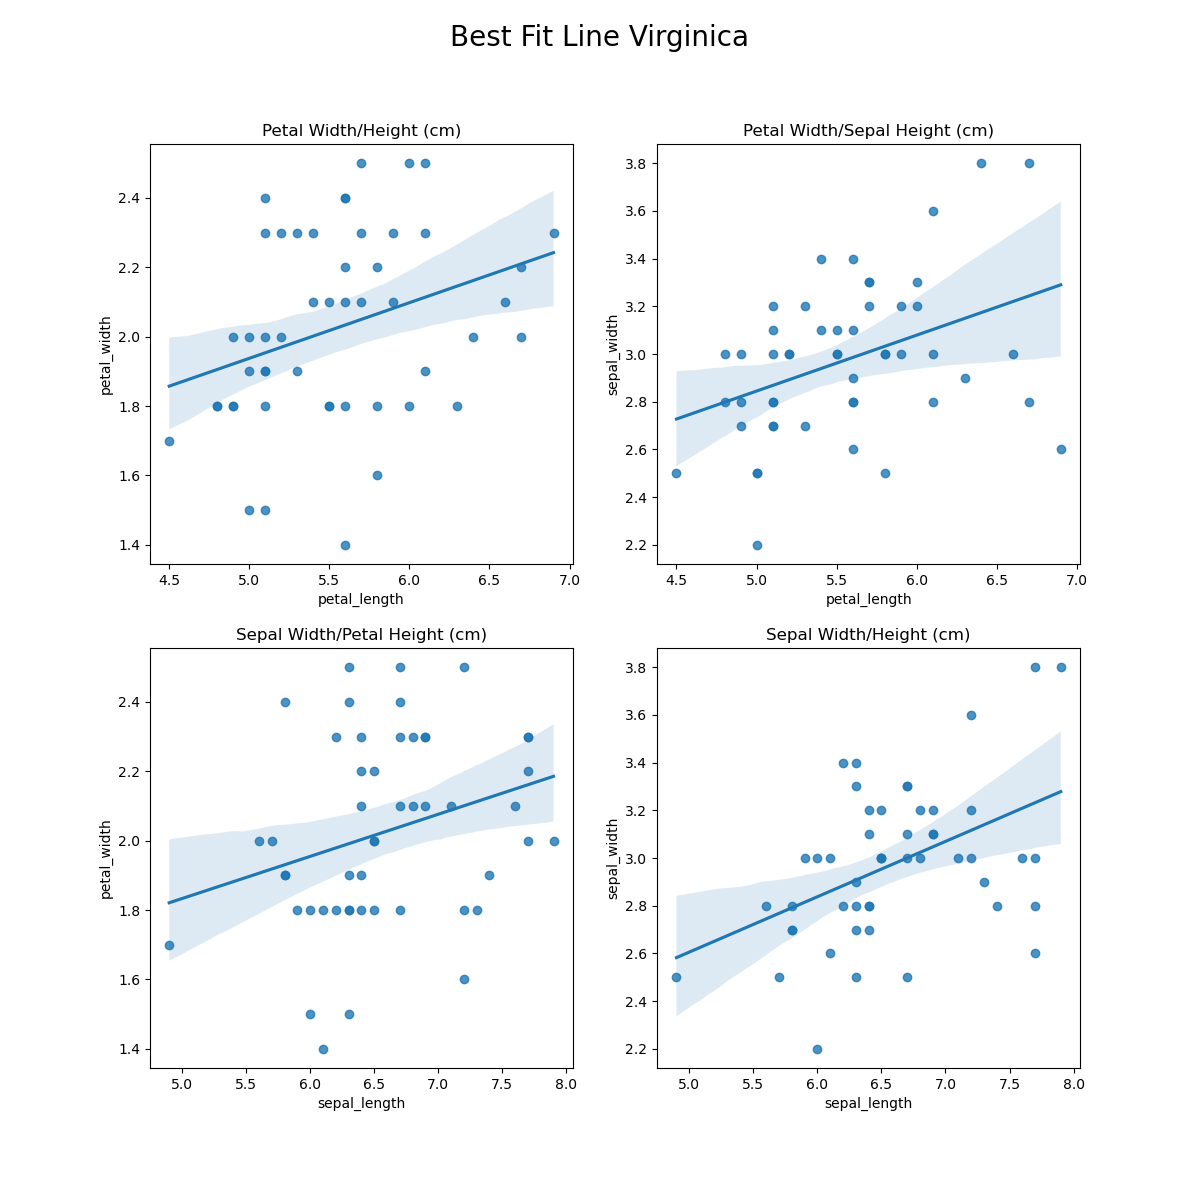 Best Fit Line Virginica
Petal Width/Height (cm)
petal_width
2.4
2.2
2.0
1.8
1.6
1.4
4.5 5.0 5.5 6.0 6.5 7.0
petal_length
Petal Width/Sepal Height (cm)
sepal_width
3.8
3.6
3.4
3.2
3.0
2.8
2.6
2.4
2.2
4.5 5.0 5.5 6.0 6.5 7.0
petal_length
Sepal Width/Petal Height (cm)
petal_width
2.4
2.2
2.0
1.8
1.6
1.4
5.0 5.5 6.0 6.5 7.0 7.5 8.0
sepal_length
Sepal Width/Height (cm)
sepal_width
3.8
3.6
3.4
3.2
3.0
2.8
2.6
2.4
2.2
5.0 5.5 6.0 6.5 7.0 7.5 8.0
sepal_length